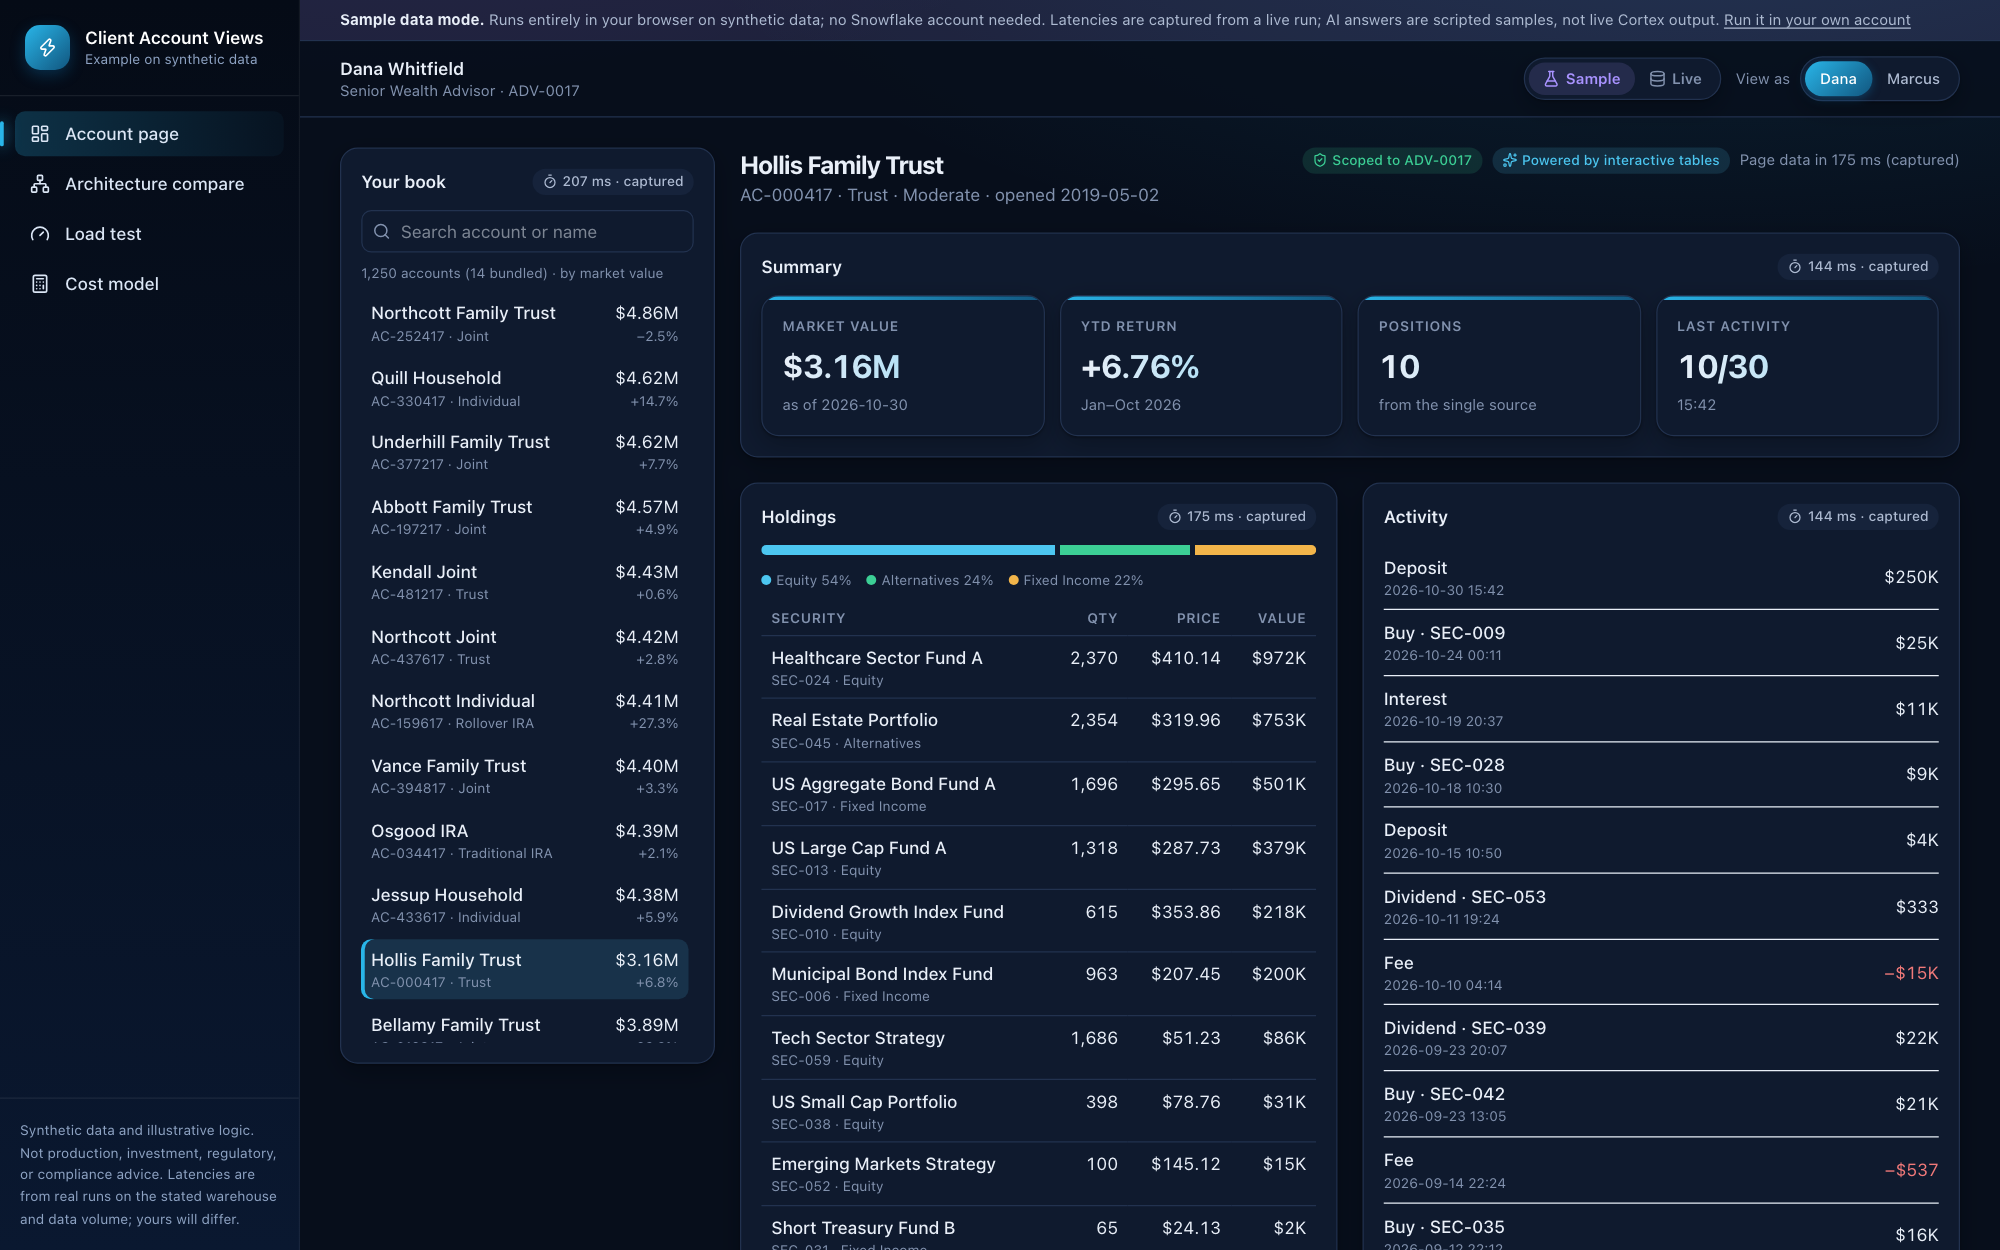 Client Account Views
Example on synthetic data
Account page
Architecture compare
Load test
Cost model
Synthetic data and illustrative logic.
Not production, investment, regulatory,
or compliance advice. Latencies are
from real runs on the stated warehouse
and data volume; yours will differ.
Sample data mode. Runs entirely in your browser on synthetic data; no Snowflake account needed. Latencies are captured from a live run; AI answers are scripted samples, not live Cortex output. Run it in your own account
Dana Whitfield
Senior Wealth Advisor · ADV-0017
Sample Live View as Dana Marcus
Your book 207 ms · captured
Search account or name
1,250 accounts (14 bundled) · by market value
Northcott Family Trust $4.86M
AC-252417 · Joint −2.5%
Quill Household $4.62M
AC-330417 · Individual +14.7%
Underhill Family Trust $4.62M
AC-377217 · Joint +7.7%
Abbott Family Trust $4.57M
AC-197217 · Joint +4.9%
Kendall Joint $4.43M
AC-481217 · Trust +0.6%
Northcott Joint $4.42M
AC-437617 · Trust +2.8%
Northcott Individual $4.41M
AC-159617 · Rollover IRA +27.3%
Vance Family Trust $4.40M
AC-394817 · Joint +3.3%
Osgood IRA $4.39M
AC-034417 · Traditional IRA +2.1%
Jessup Household $4.38M
AC-433617 · Individual +5.9%
Hollis Family Trust $3.16M
AC-000417 · Trust +6.8%
Bellamy Family Trust $3.89M
Hollis Family Trust
AC-000417 · Trust · Moderate · opened 2019-05-02
Scoped to ADV-0017 Powered by interactive tables Page data in 175 ms (captured)
Summary 144 ms · captured
MARKET VALUE
$3.16M
as of 2026-10-30
YTD RETURN
+6.76%
Jan–Oct 2026
POSITIONS
10
from the single source
LAST ACTIVITY
10/30
15:42
Holdings 175 ms · captured
Equity 54% Alternatives 24% Fixed Income 22%
SECURITY QTY PRICE VALUE
Healthcare Sector Fund A 2,370 $410.14 $972K
SEC-024 · Equity
Real Estate Portfolio 2,354 $319.96 $753K
SEC-045 · Alternatives
US Aggregate Bond Fund A 1,696 $295.65 $501K
SEC-017 · Fixed Income
US Large Cap Fund A 1,318 $287.73 $379K
SEC-013 · Equity
Dividend Growth Index Fund 615 $353.86 $218K
SEC-010 · Equity
Municipal Bond Index Fund 963 $207.45 $200K
SEC-006 · Fixed Income
Tech Sector Strategy 1,686 $51.23 $86K
SEC-059 · Equity
US Small Cap Portfolio 398 $78.76 $31K
SEC-038 · Equity
Emerging Markets Strategy 100 $145.12 $15K
SEC-052 · Equity
Short Treasury Fund B 65 $24.13 $2K
SEC-031 · Fixed Income
Activity 144 ms · captured
Deposit $250K
2026-10-30 15:42
Buy · SEC-009 $25K
2026-10-24 00:11
Interest $11K
2026-10-19 20:37
Buy · SEC-028 $9K
2026-10-18 10:30
Deposit $4K
2026-10-15 10:50
Dividend · SEC-053 $333
2026-10-11 19:24
Fee −$15K
2026-10-10 04:14
Dividend · SEC-039 $22K
2026-09-23 20:07
Buy · SEC-042 $21K
2026-09-23 13:05
Fee −$537
2026-09-14 22:24
Buy · SEC-035 $16K
2026-09-12 22:12